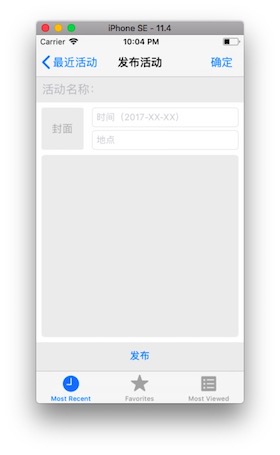 iPhone SE - 11.4
Carrier 10:04 PM
最近活动 发布活动 确定
活动名称：
封面
时间（2017-XX-XX）
地点
发布
Most Recent Favorites Most Viewed